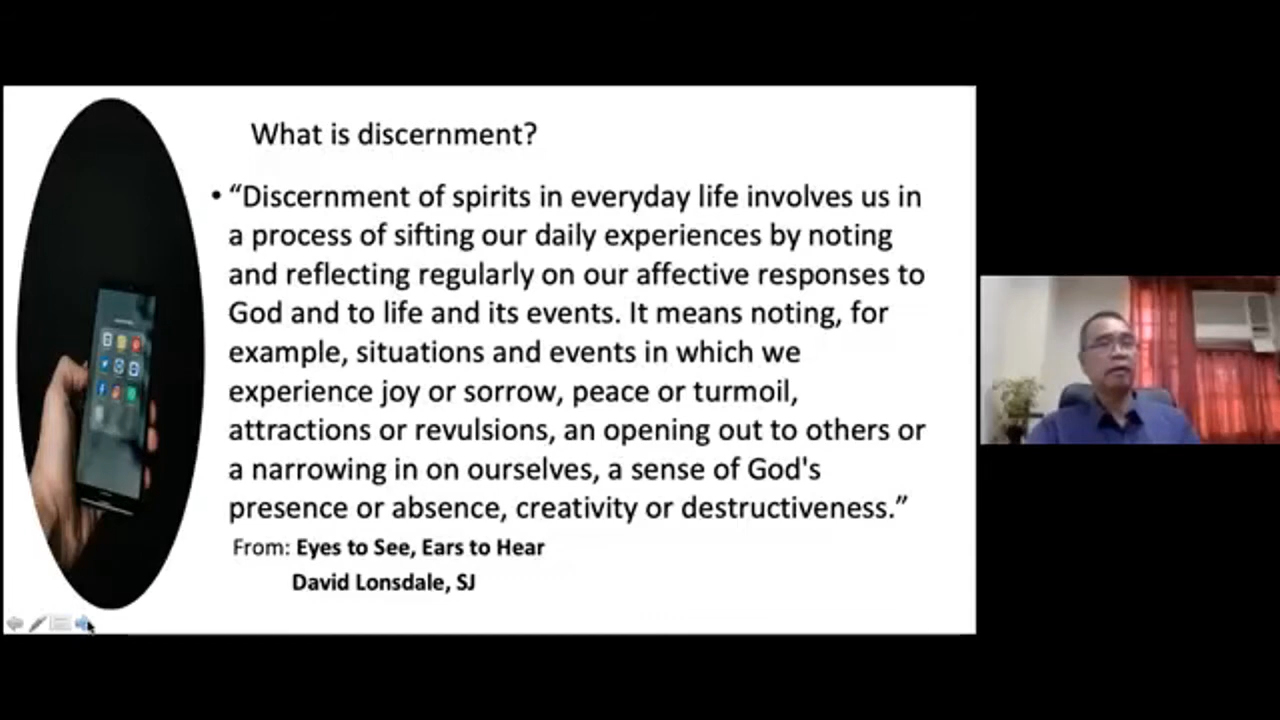 What is discernment?
• “Discernment of spirits in everyday life involves us in
a process of sifting our daily experiences by noting
and reflecting regularly on our affective responses to
God and to life and its events. It means noting, for
example, situations and events in which we
experience joy or sorrow, peace or turmoil,
attractions or revulsions, an opening out to others or
a narrowing in on ourselves, a sense of God's
presence or absence, creativity or destructiveness.”
From: Eyes to See, Ears to Hear
David Lonsdale, SJ